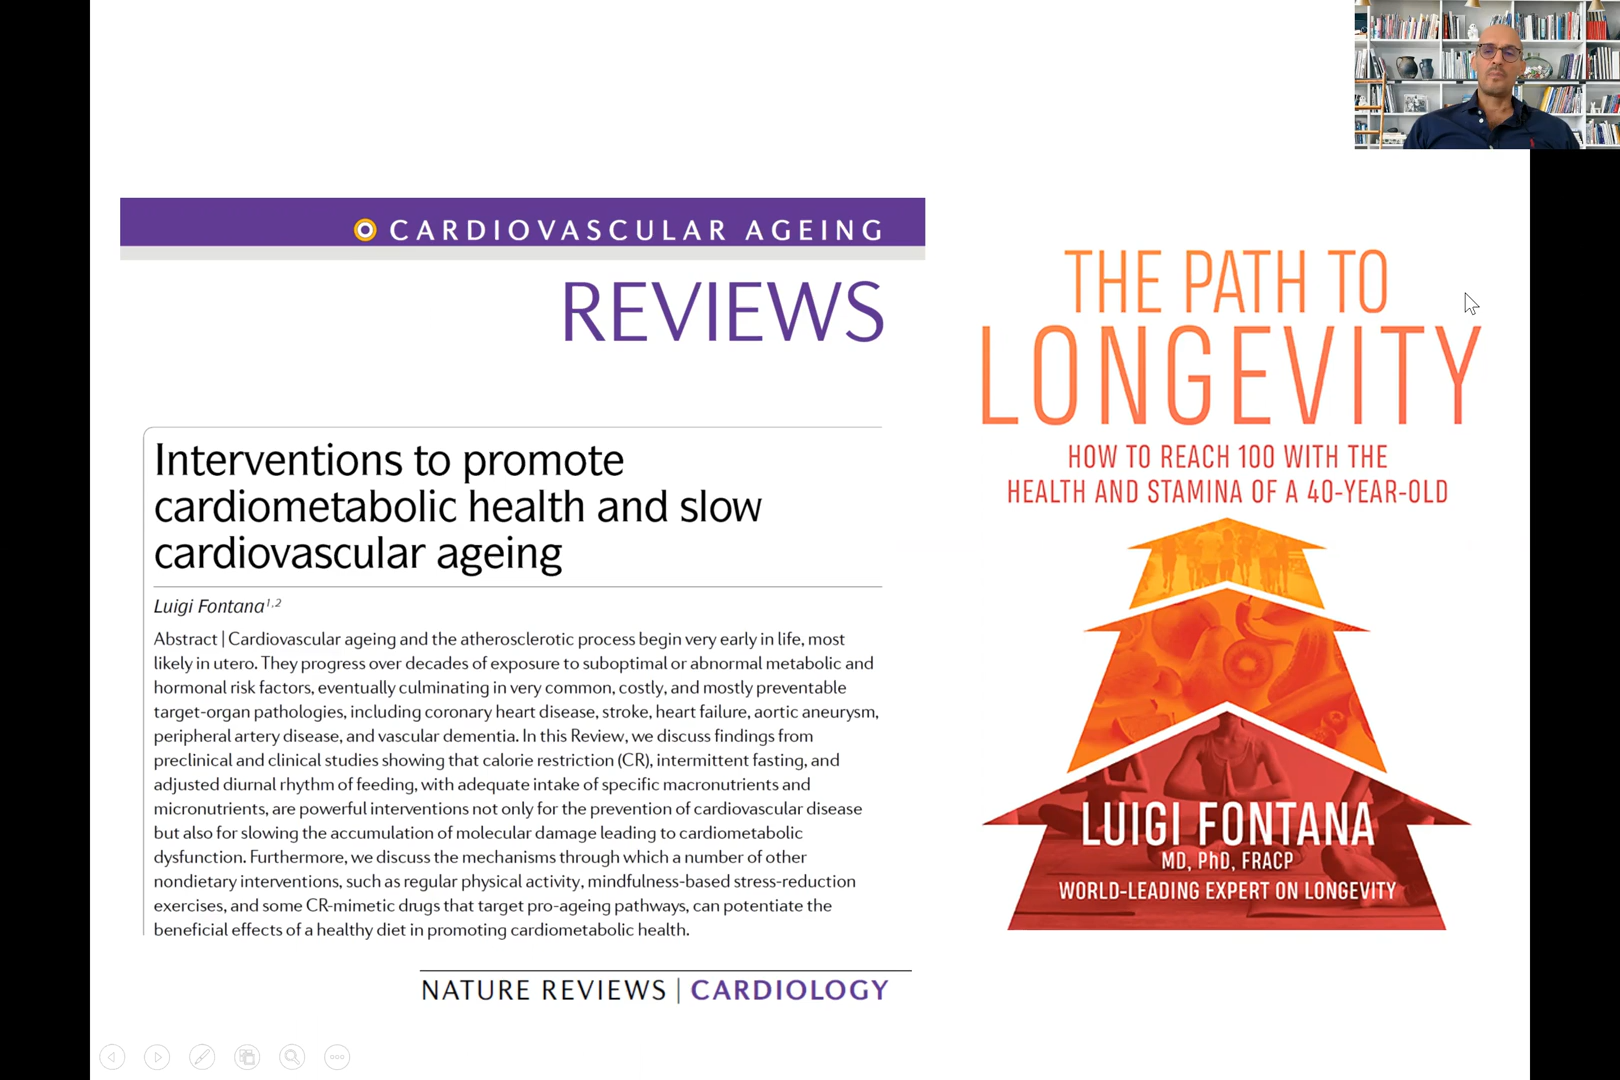 CARDIOVASCULAR AGEING
REVIEWS
Interventions to promote
cardiometabolic health and slow
cardiovascular ageing
Luigi Fontana1,2
Abstract | Cardiovascular ageing and the atherosclerotic process begin very early in life, most
likely in utero. They progress over decades of exposure to suboptimal or abnormal metabolic and
hormonal risk factors, eventually culminating in very common, costly, and mostly preventable
target-organ pathologies, including coronary heart disease, stroke, heart failure, aortic aneurysm,
peripheral artery disease, and vascular dementia. In this Review, we discuss findings from
preclinical and clinical studies showing that calorie restriction (CR), intermittent fasting, and
adjusted diurnal rhythm of feeding, with adequate intake of specific macronutrients and
micronutrients, are powerful interventions not only for the prevention of cardiovascular disease
but also for slowing the accumulation of molecular damage leading to cardiometabolic
dysfunction. Furthermore, we discuss the mechanisms through which a number of other
nondietary interventions, such as regular physical activity, mindfulness-based stress-reduction
exercises, and some CR-mimetic drugs that target pro-ageing pathways, can potentiate the
beneficial effects of a healthy diet in promoting cardiometabolic health.
NATURE REVIEWS | CARDIOLOGY
THE PATH TO
LONGEVITY
HOW TO REACH 100 WITH THE
HEALTH AND STAMINA OF A 40-YEAR-OLD
LUIGI FONTANA
MD, PhD, FRACP
WORLD-LEADING EXPERT ON LONGEVITY